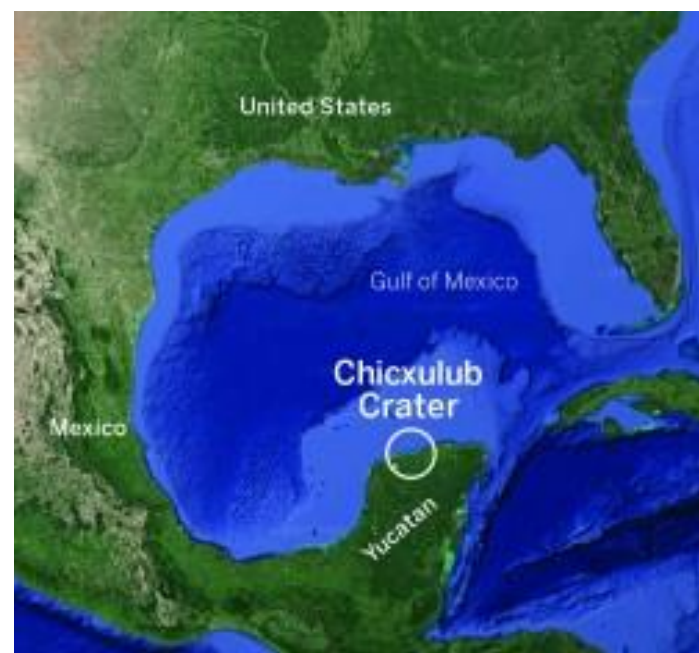 United States
Gulf of Mexico
Chicxulub
Crater
Mexico
Yucatan